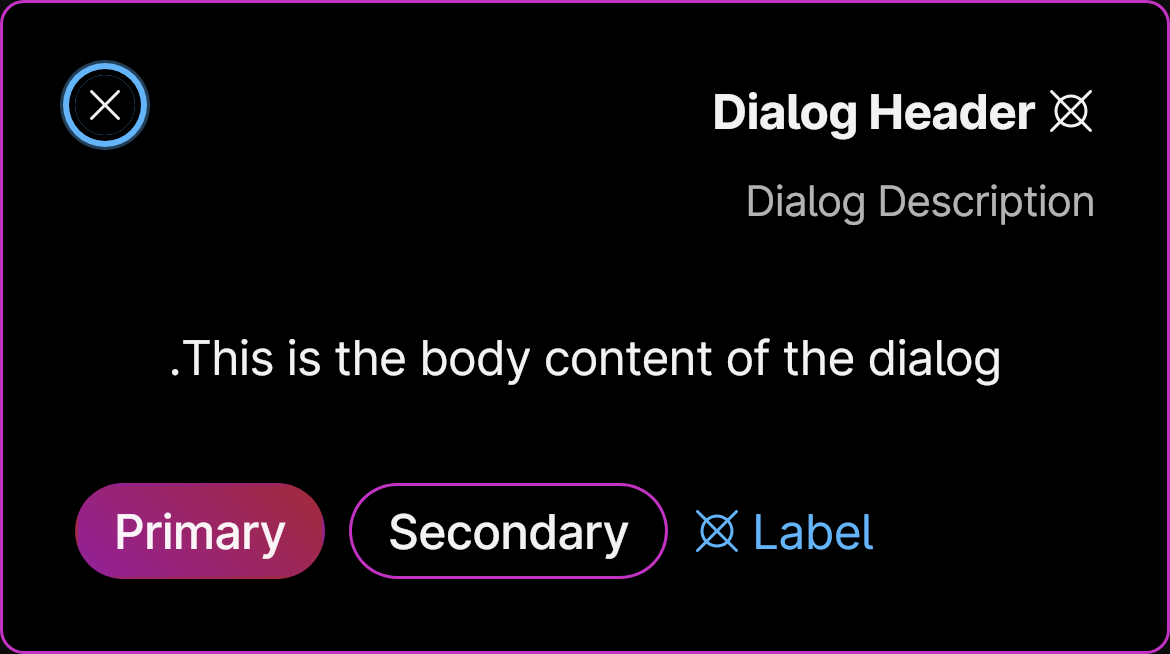 Dialog Header
Dialog Description
.This is the body content of the dialog
Primary
Secondary
Label